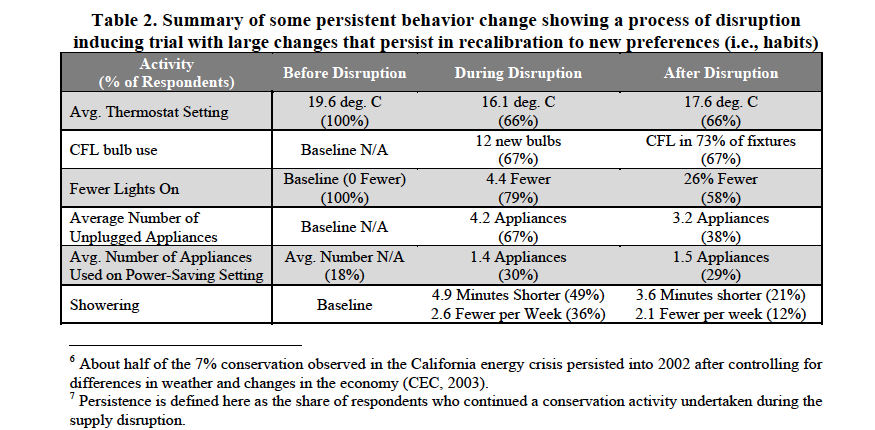 Table 2. Summary of some persistent behavior change showing a process of disruption
inducing trial with large changes that persist in recalibration to new preferences (i.e., habits)
Activity
(% of Respondents)
Before Disruption
During Disruption
After Disruption
Avg. Thermostat Setting
19.6 deg. C
(100%)
16.1 deg. C
(66%)
17.6 deg. C
(66%)
CFL bulb use
Baseline N/A
12 new bulbs
(67%)
CFL in 73% of fixtures
(67%)
Fewer Lights On
Baseline (0 Fewer)
(100%)
4.4 Fewer
(79%)
26% Fewer
(58%)
Average Number of
Unplugged Appliances
Baseline N/A
4.2 Appliances
(67%)
3.2 Appliances
(38%)
Avg. Number of Appliances
Used on Power-Saving Setting
Avg. Number N/A
(18%)
1.4 Appliances
(30%)
1.5 Appliances
(29%)
Showering
Baseline
4.9 Minutes Shorter (49%)
2.6 Fewer per Week (36%)
3.6 Minutes shorter (21%)
2.1 Fewer per week (12%)
6 About half of the 7% conservation observed in the California energy crisis persisted into 2002 after controlling for
differences in weather and changes in the economy (CEC, 2003).
7 Persistence is defined here as the share of respondents who continued a conservation activity undertaken during the
supply disruption.